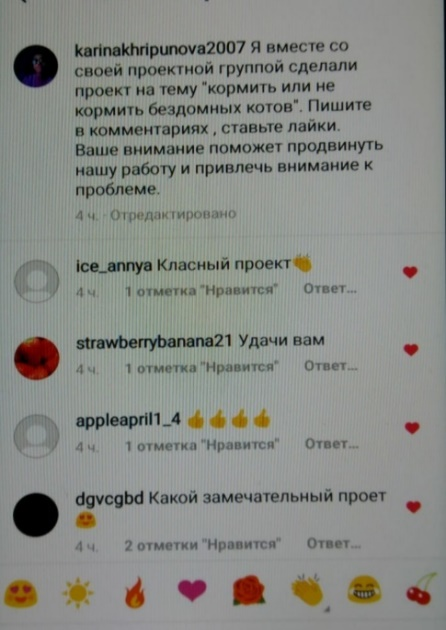 karinakhripunova2007 Я вместе со
своей проектной группой сделали
проект на тему "кормить или не
кормить бездомных котов". Пишите
в комментариях , ставьте лайки.
Ваше внимание поможет продвинуть
нашу работу и привлечь внимание к
проблеме.
4 ч. · Отредактировано
ice_annya Класный проект👏
4 ч. 1 отметка "Нравится" Ответ...
strawberrybanana21 Удачи вам
4 ч. 1 отметка "Нравится" Ответ...
appleapril1_4 👍👍👍👍
4 ч. 1 отметка "Нравится" Ответ...
dgvcgbd Какой замечательный проет
😍
4 ч. 2 отметки "Нравится" Ответ...